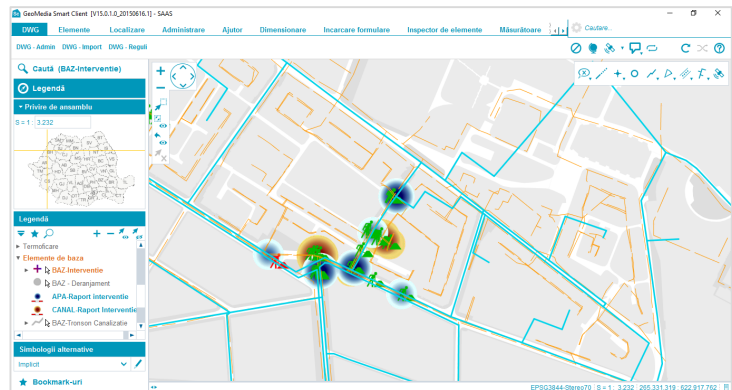 GeoMedia Smart Client [V15.0.1.0_20150616.1] - SAAS
DWG Elemente Localizare Administrare Ajutor Dimensionare Incarcare formulare Inspector de elemente Măsurătoare Cautare...
DWG - Admin DWG - Import DWG - Reguli
Caută (BAZ-Interventie)
Legendă
Privire de ansamblu
S = 1 : 3.232
Legendă
Termoficare
Elemente de baza
BAZ-Interventie
BAZ - Deranjament
APA-Raport interventie
CANAL-Raport Interventie
BAZ-Tronson Canalizatie
Simbologii alternative
Implicit
Bookmark-uri
EPSG3844-Stereo70 S = 1 : 3.232 265.331,319 622.917,762